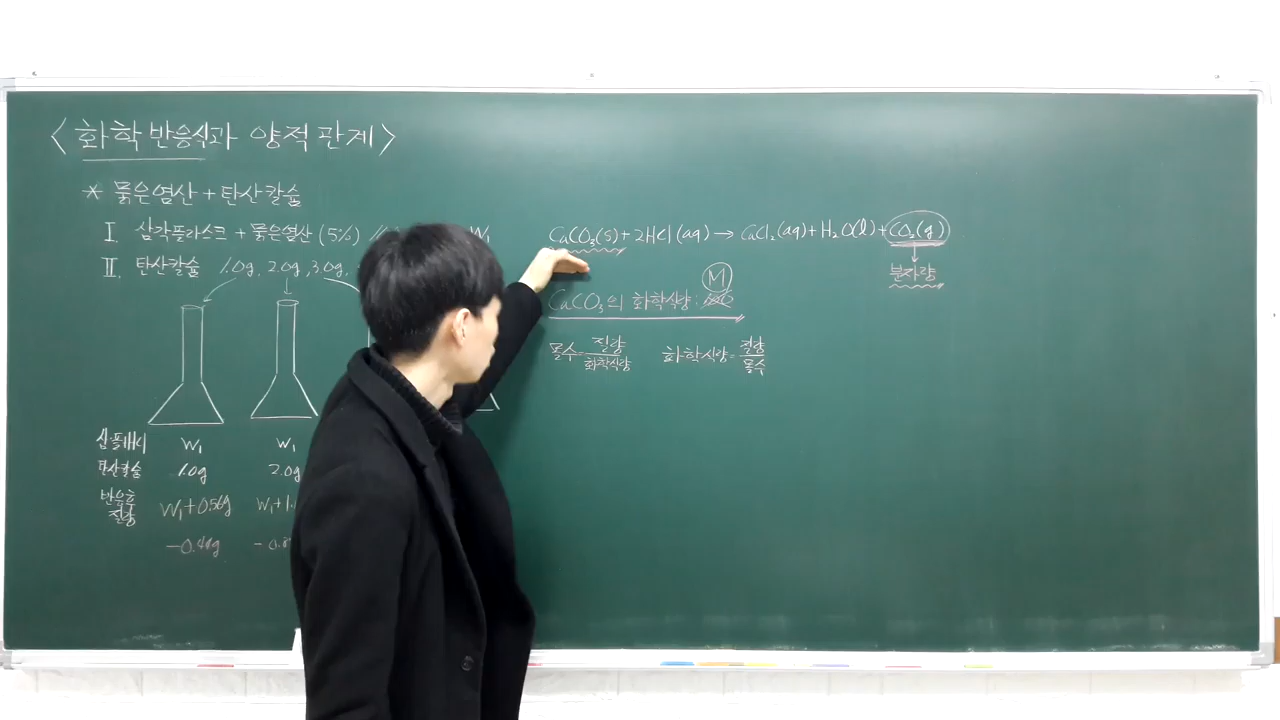 <화학 반응식과 양적 관계>
* 묽은염산 + 탄산칼슘
I. 삼각플라스크 + 묽은염산 (5%) W₁
II. 탄산칼슘 1.0g, 2.0g, 3.0g,
W₁ W₁
탄산칼슘 1.0g 2.0g
반응후 질량 W₁+0.56g W₁+1.
-0.44g -0.
CaCO₃(s)+2HCl(aq)→CaCl₂(aq)+H₂O(l)+CO₂(g)
분자량
M
CaCO₃의 화학식량: 100
몰수=질량/화학식량 화학식량=질량/몰수